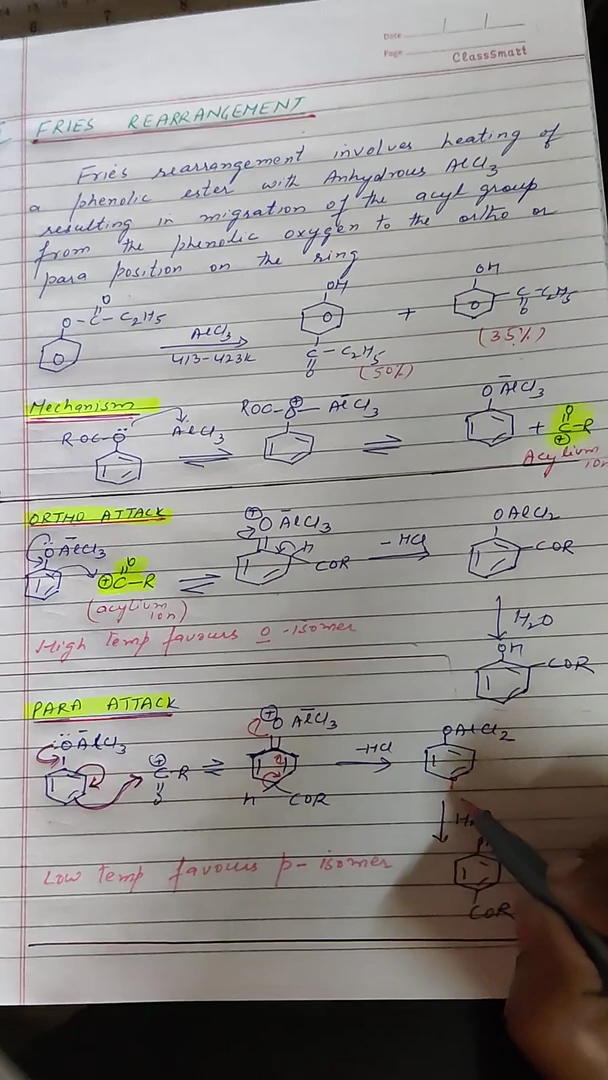 Date
Page
ClassSmart
FRIES REARRANGEMENT
Fries rearrangement involves heating of
a phenolic ester with Anhydrous AlCl3
resulting in migration of the acyl group
from the phenolic oxygen to the ortho or
para position on the ring
O
O-C-C2H5
AlCl3
413-423K
OH
C-C2H5
O
(50%)
+
OH
C-C2H5
O
(35%)
Mechanism
ROC-O
AlCl3
ROC-O⊕-AlCl3
OAlCl3
+
O
C-R
⊕
Acylium
ion
ORTHO ATTACK
OAlCl3
O
⊕C-R
(acylium
ion)
⊕
OAlCl3
H
COR
-HCl
OAlCl2
COR
H2O
OH
COR
High Temp favours o-isomer
PARA ATTACK
OAlCl3
⊕
C-R
O
⊕
OAlCl3
H
COR
-HCl
OAlCl2
COR
Low temp favours p-isomer